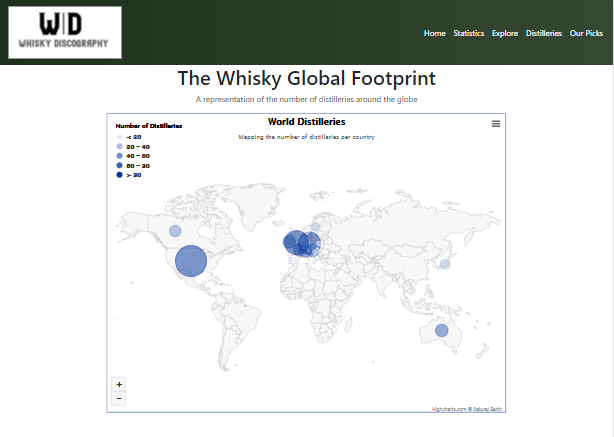 W|D
WHISKY DISCOGRAPHY
Home Statistics Explore Distilleries Our Picks
The Whisky Global Footprint
A representation of the number of distilleries around the globe
World Distilleries
Number of Distilleries
Mapping the number of distilleries per country
< 20
20 - 40
40 - 60
60 - 80
> 80
+
-
Highcharts.com © Natural Earth